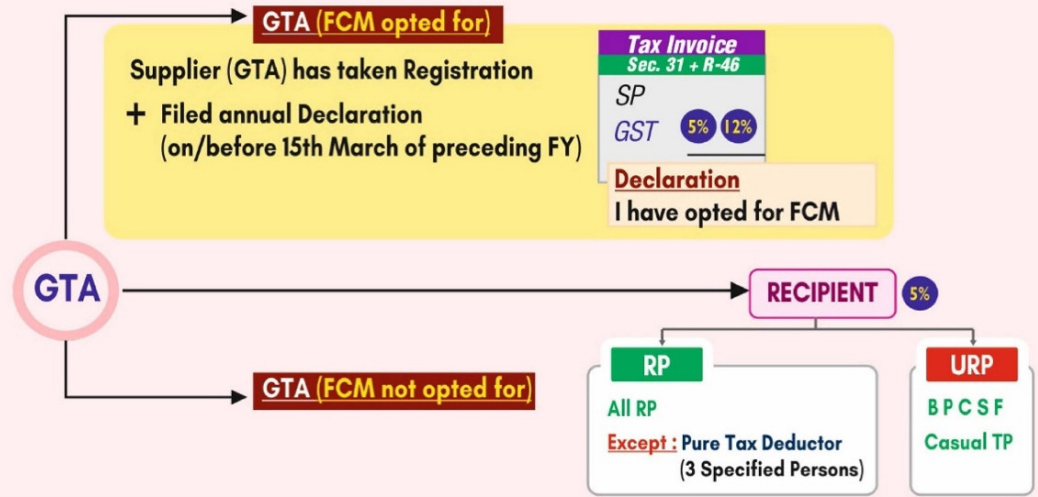 GTA (FCM opted for)
Supplier (GTA) has taken Registration
+ Filed annual Declaration
(on/before 15th March of preceding FY)
Tax Invoice
Sec. 31 + R-46
SP
GST 5% 12%
Declaration
I have opted for FCM
GTA
RECIPIENT 5%
GTA (FCM not opted for)
RP
All RP
Except : Pure Tax Deductor
(3 Specified Persons)
URP
B P C S F
Casual TP